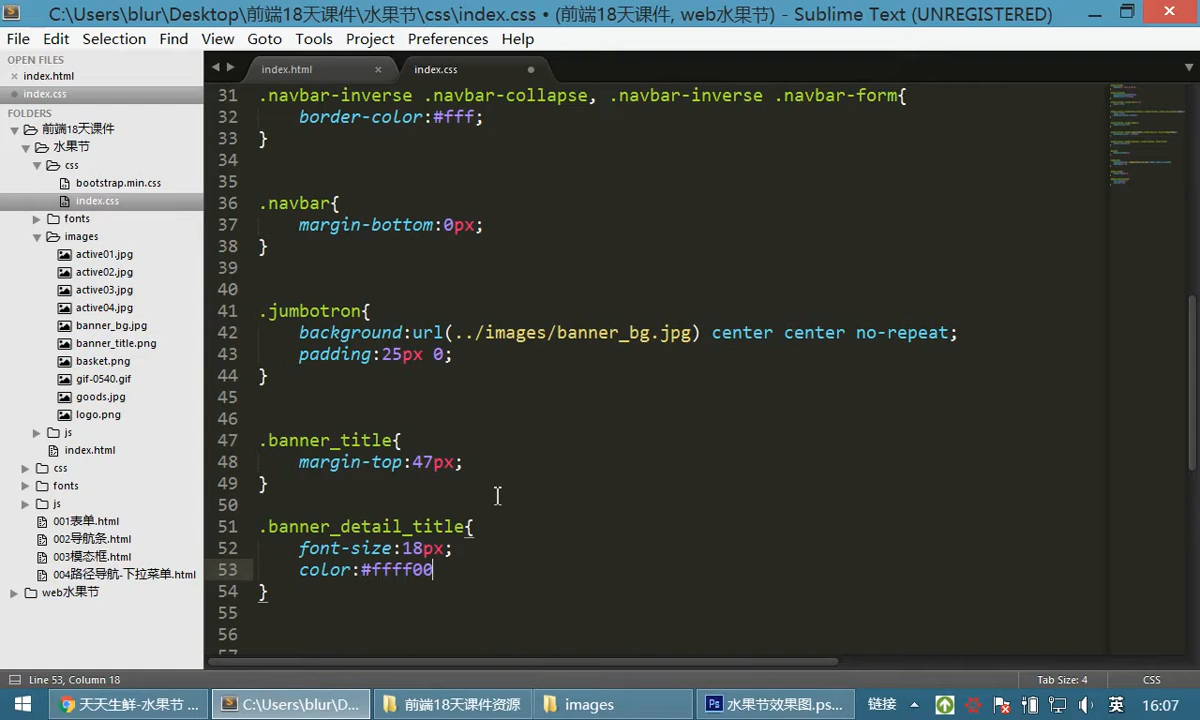 C:\Users\blur\Desktop\前端18天课件\水果节\css\index.css • (前端18天课件, web水果节) - Sublime Text (UNREGISTERED)
File Edit Selection Find View Goto Tools Project Preferences Help
OPEN FILES
index.html
index.css
FOLDERS
前端18天课件
水果节
css
bootstrap.min.css
index.css
fonts
images
active01.jpg
active02.jpg
active03.jpg
active04.jpg
banner_bg.jpg
banner_title.png
basket.png
gif-0540.gif
goods.jpg
logo.png
js
index.html
css
fonts
js
001表单.html
002导航条.html
003模态框.html
004路径导航-下拉菜单.html
web水果节
index.html
index.css
31 .navbar-inverse .navbar-collapse, .navbar-inverse .navbar-form{
32 border-color:#fff;
33 }
34
35
36 .navbar{
37 margin-bottom:0px;
38 }
39
40
41 .jumbotron{
42 background:url(../images/banner_bg.jpg) center center no-repeat;
43 padding:25px 0;
44 }
45
46
47 .banner_title{
48 margin-top:47px;
49 }
50
51 .banner_detail_title{
52 font-size:18px;
53 color:#ffff00
54 }
55
56
57
Line 53, Column 18
Tab Size: 4
CSS
天天生鲜-水果节 ...
C:\Users\blur\D...
前端18天课件资源
images
水果节效果图.ps...
链接
英
16:07